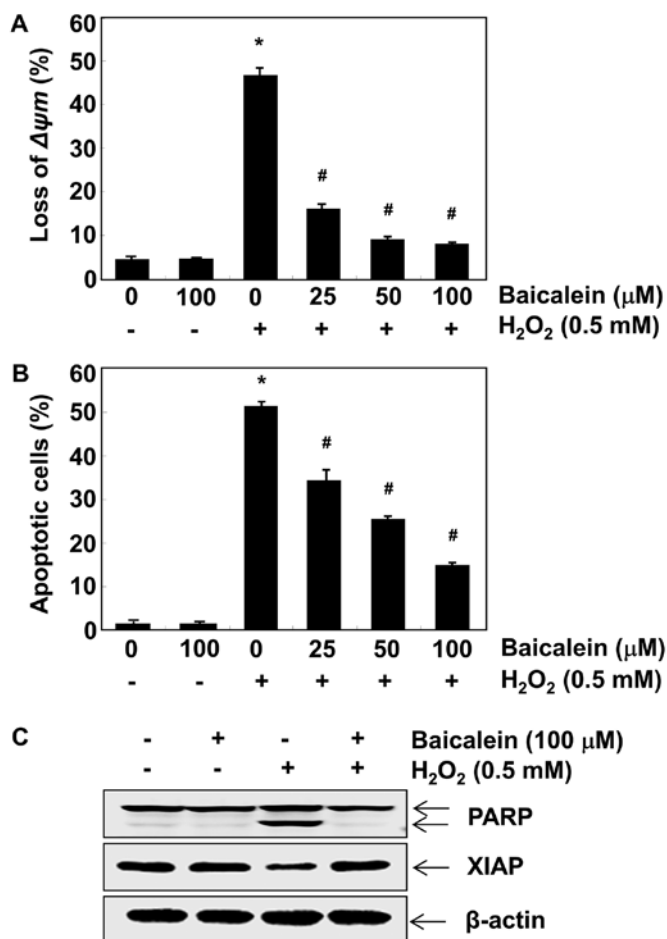 A
Loss of Δψm (%)
60
50
40
30
20
10
0
*
#
#
#
0 100 0 25 50 100 Baicalein (μM)
- - + + + + H₂O₂ (0.5 mM)
B
Apoptotic cells (%)
60
50
40
30
20
10
0
*
#
#
#
0 100 0 25 50 100 Baicalein (μM)
- - + + + + H₂O₂ (0.5 mM)
C
- + - + Baicalein (100 μM)
- - + + H₂O₂ (0.5 mM)
PARP
XIAP
β-actin